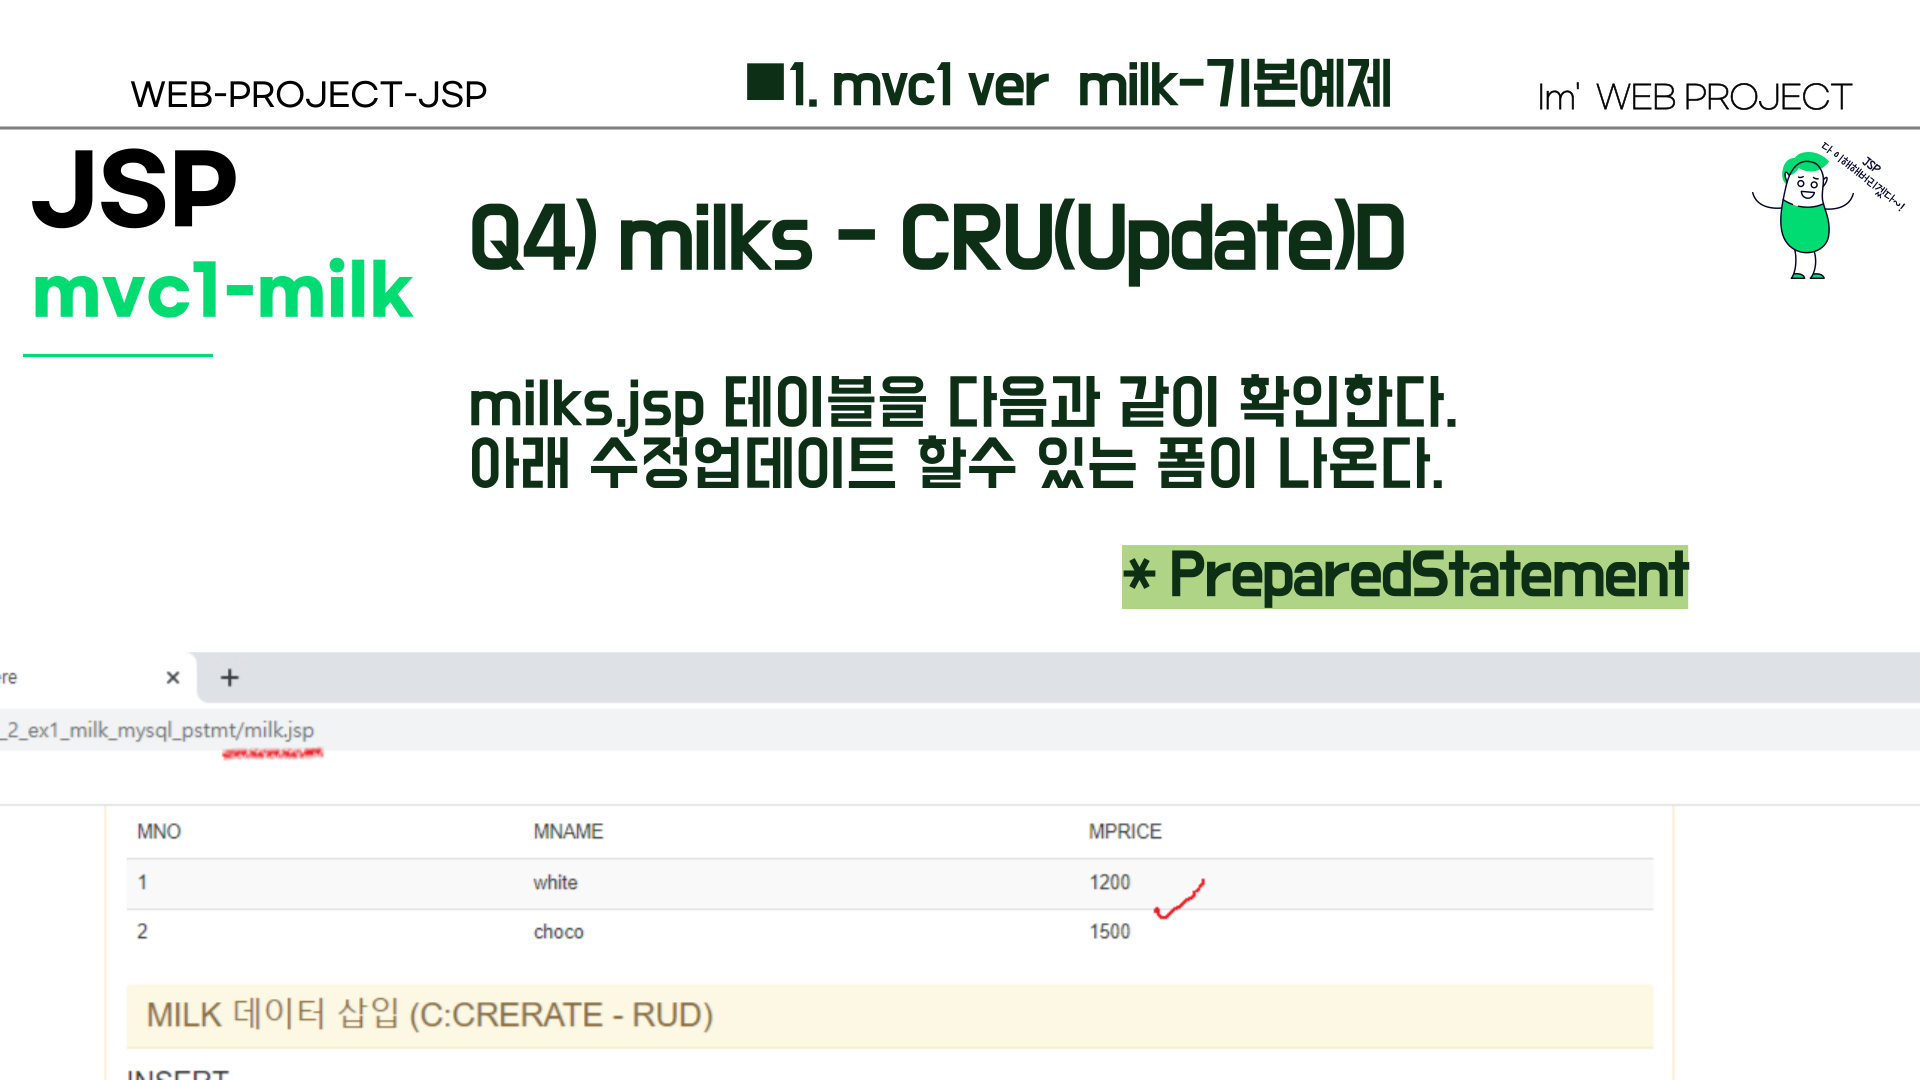 WEB-PROJECT-JSP
■1. mvc1 ver milk-기본예제
Im' WEB PROJECT
JSP
mvc1-milk
JSP
다 이해해버리겠다~!
Q4) milks - CRU(Update)D
milks.jsp 테이블을 다음과 같이 확인한다.
아래 수정업데이트 할수 있는 폼이 나온다.
* PreparedStatement
ere
_2_ex1_milk_mysql_pstmt/milk.jsp
MNO MNAME MPRICE
1 white 1200
2 choco 1500
MILK 데이터 삽입 (C:CRERATE - RUD)
INSERT